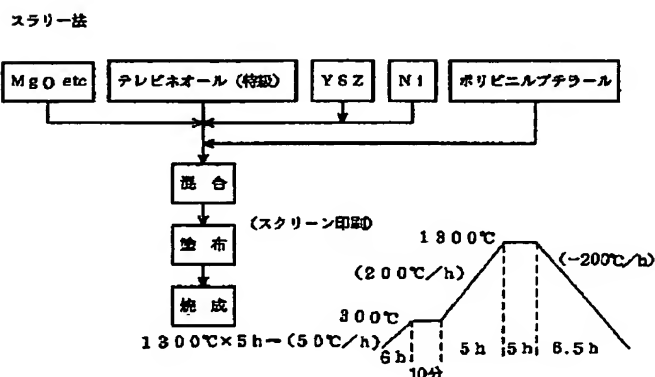 スラリー法
MgO etc
テレピネオール (特級)
YSZ
Ni
ポリビニルブチラール
混 合
(スクリーン印刷)
塗 布
焼 成
1300℃×5h-(50℃/h)
1300℃
(200℃/h)
(-200℃/h)
300℃
6h
10分
5h
5h
6.5h